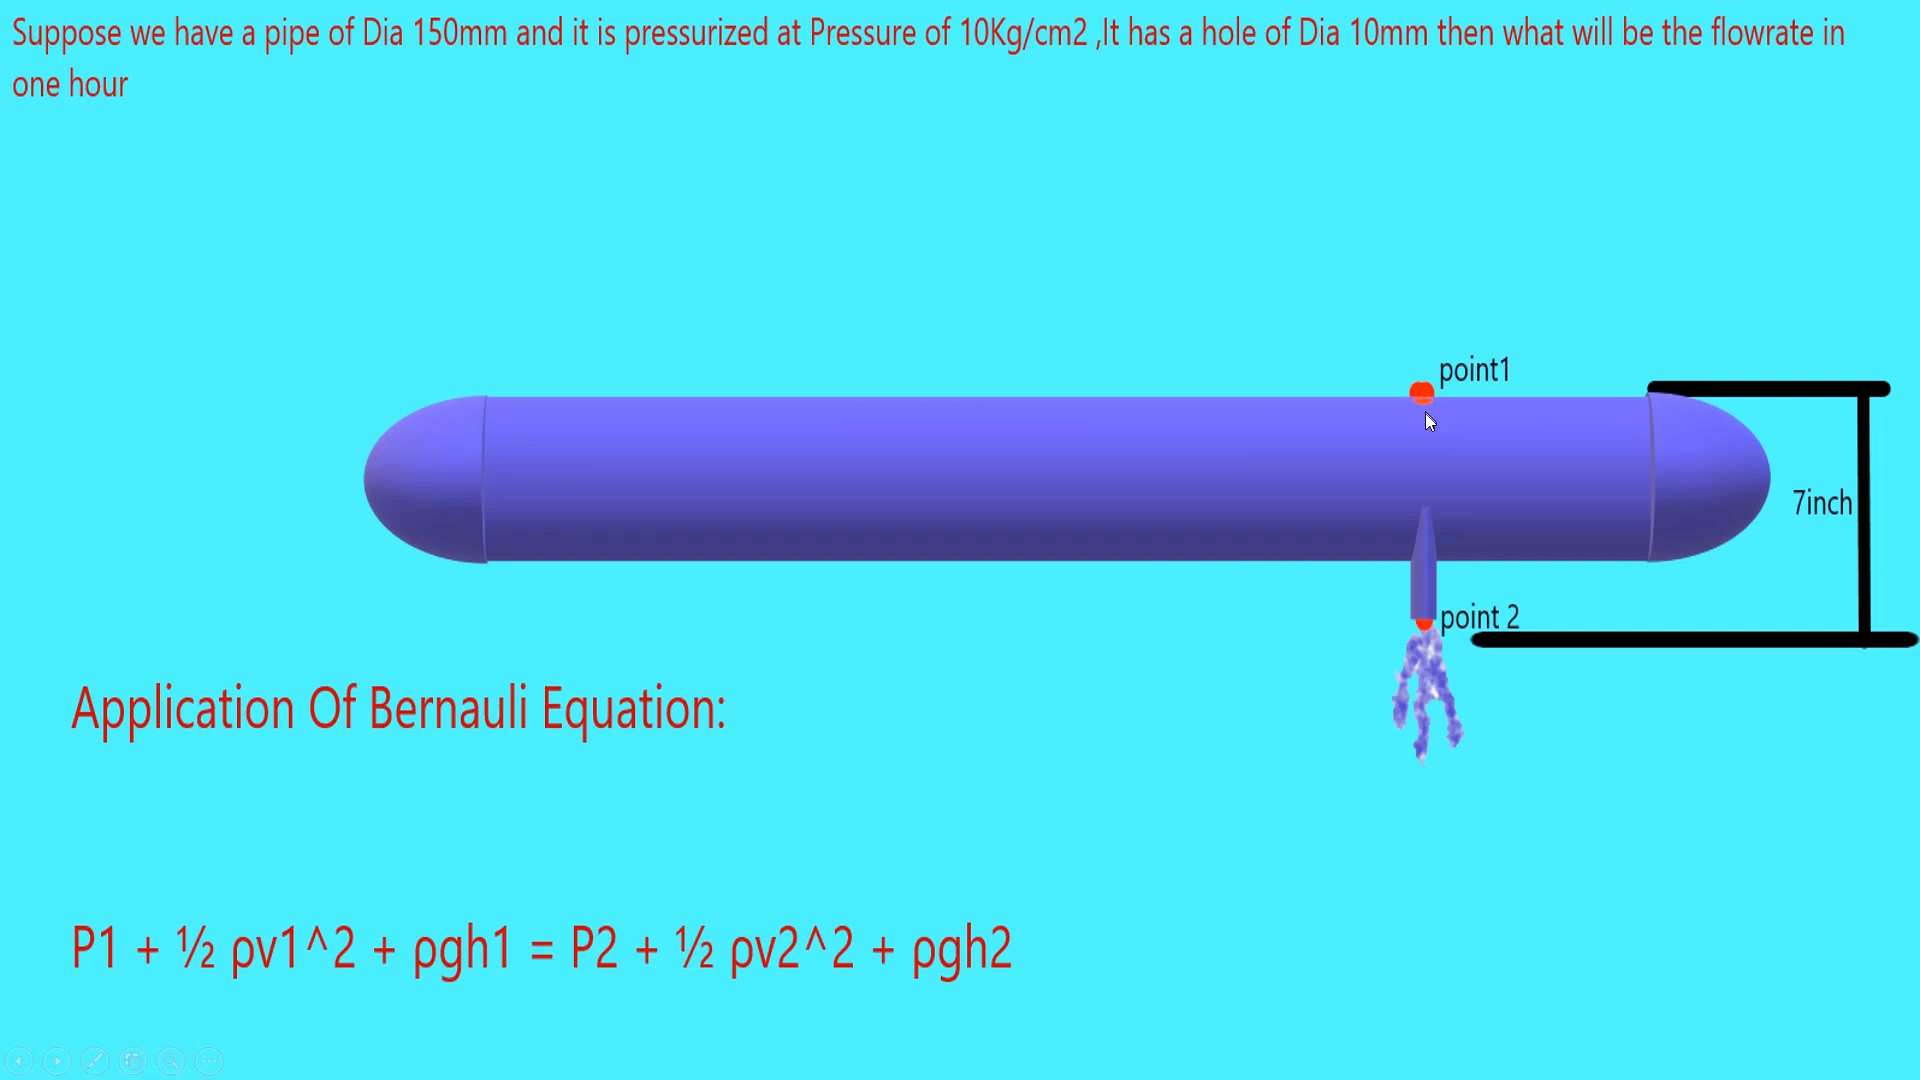 Suppose we have a pipe of Dia 150mm and it is pressurized at Pressure of 10Kg/cm2 ,It has a hole of Dia 10mm then what will be the flowrate in
one hour
point1
7inch
point 2
Application Of Bernauli Equation:
P1 + ½ ρv1^2 + ρgh1 = P2 + ½ ρv2^2 + ρgh2